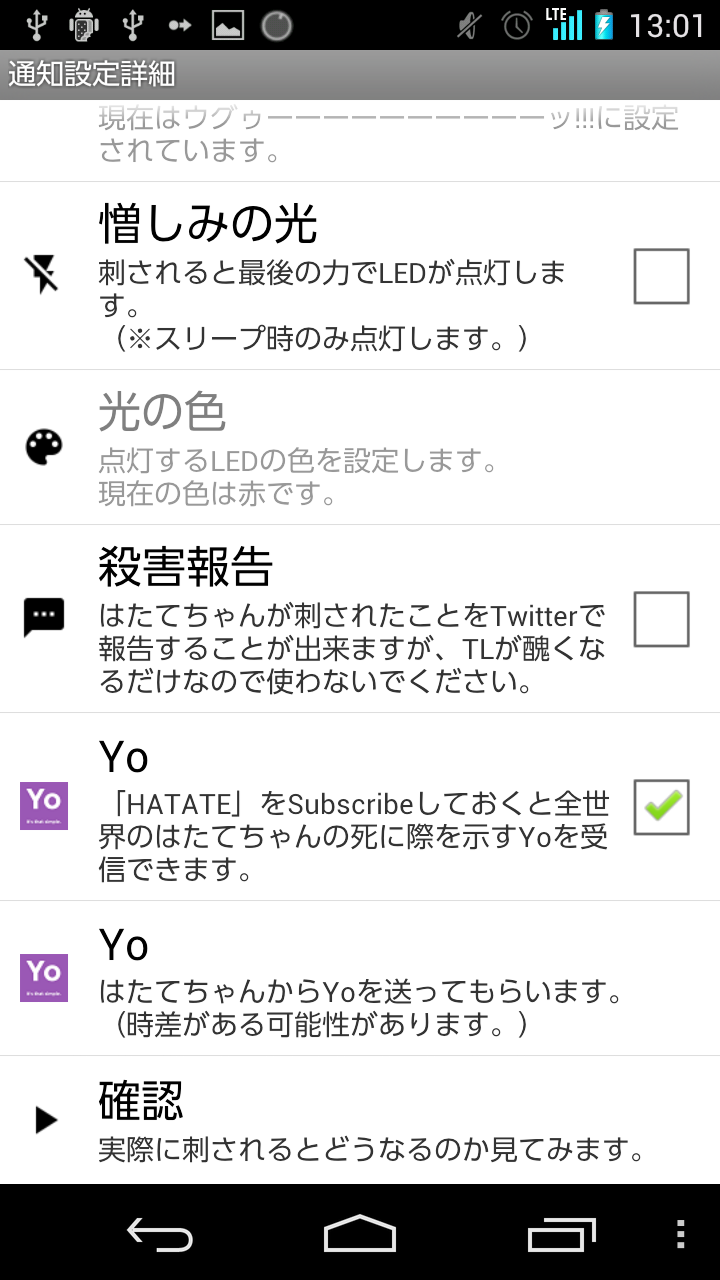 LTE 13:01
通知設定詳細
現在はウグゥーーーーーーーーーーッ!!!に設定
されています。
憎しみの光
刺されると最後の力でLEDが点灯しま
す。
（※スリープ時のみ点灯します。）
光の色
点灯するLEDの色を設定します。
現在の色は赤です。
殺害報告
はたてちゃんが刺されたことをTwitterで
報告することが出来ますが、TLが醜くな
るだけなので使わないでください。
Yo
Yo
It's that simple.
「HATATE」をSubscribeしておくと全世
界のはたてちゃんの死に際を示すYoを受
信できます。
Yo
Yo
It's that simple.
はたてちゃんからYoを送ってもらいます。
（時差がある可能性があります。）
確認
実際に刺されるとどうなるのか見てみます。